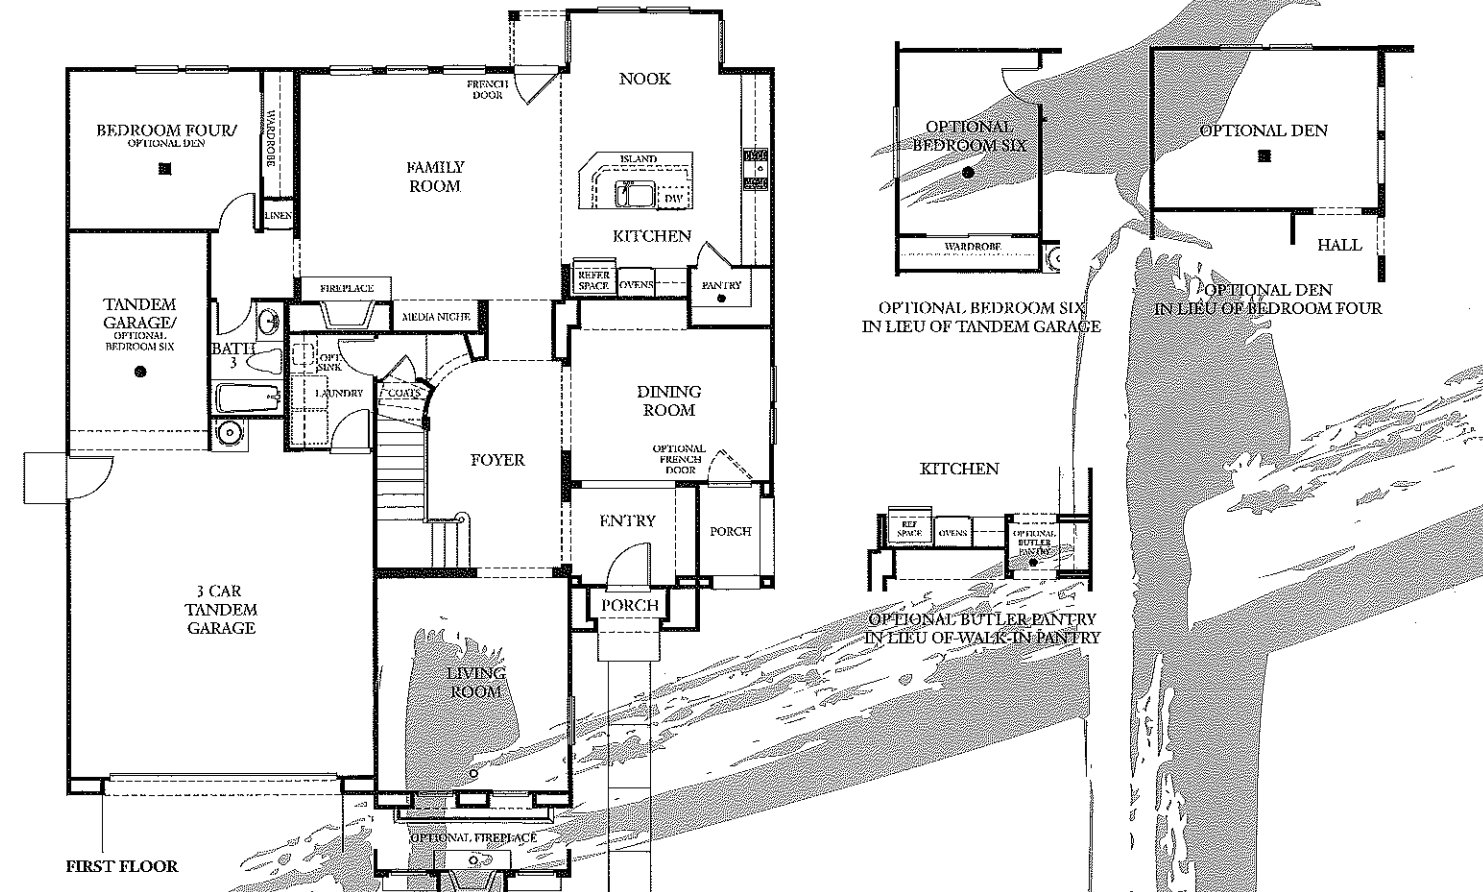 NOOK
FRENCH
DOOR
BEDROOM FOUR/
OPTIONAL DEN
WARDROBE
FAMILY
ROOM
ISLAND
DW
LINEN
KITCHEN
REFER
SPACE
OVENS
PANTRY
FIREPLACE
MEDIA NICHE
TANDEM
GARAGE/
OPTIONAL
BEDROOM SIX
BATH
3
OPT.
SINK
LAUNDRY
COATS
DINING
ROOM
OPTIONAL
FRENCH
DOOR
FOYER
ENTRY
PORCH
PORCH
3 CAR
TANDEM
GARAGE
LIVING
ROOM
OPTIONAL FIREPLACE
FIRST FLOOR
OPTIONAL
BEDROOM SIX
WARDROBE
OPTIONAL BEDROOM SIX
IN LIEU OF TANDEM GARAGE
OPTIONAL DEN
HALL
OPTIONAL DEN
IN LIEU OF BEDROOM FOUR
KITCHEN
REF
SPACE
OVENS
OPTIONAL
BUTLER
PANTRY
OPTIONAL BUTLER PANTRY
IN LIEU OF WALK-IN PANTRY